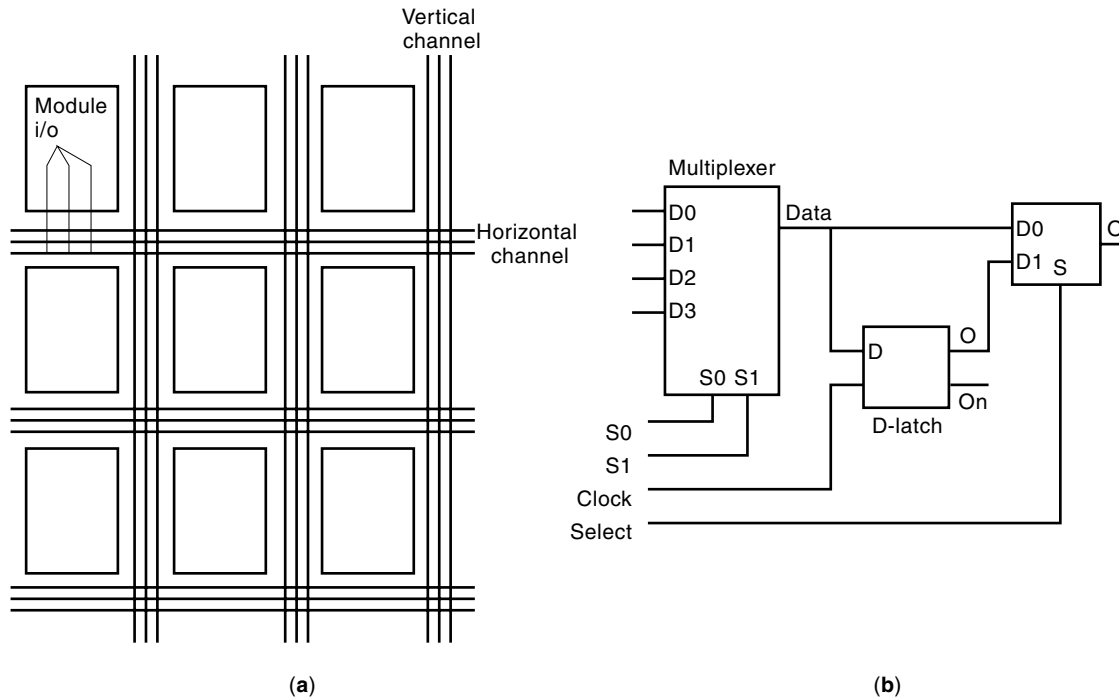 Vertical
channel
Module
i/o
Horizontal
channel
(a)
Multiplexer
D0
D1
D2
D3
S0 S1
Data
D0
D1 S
O
D
O
On
D-latch
S0
S1
Clock
Select
(b)